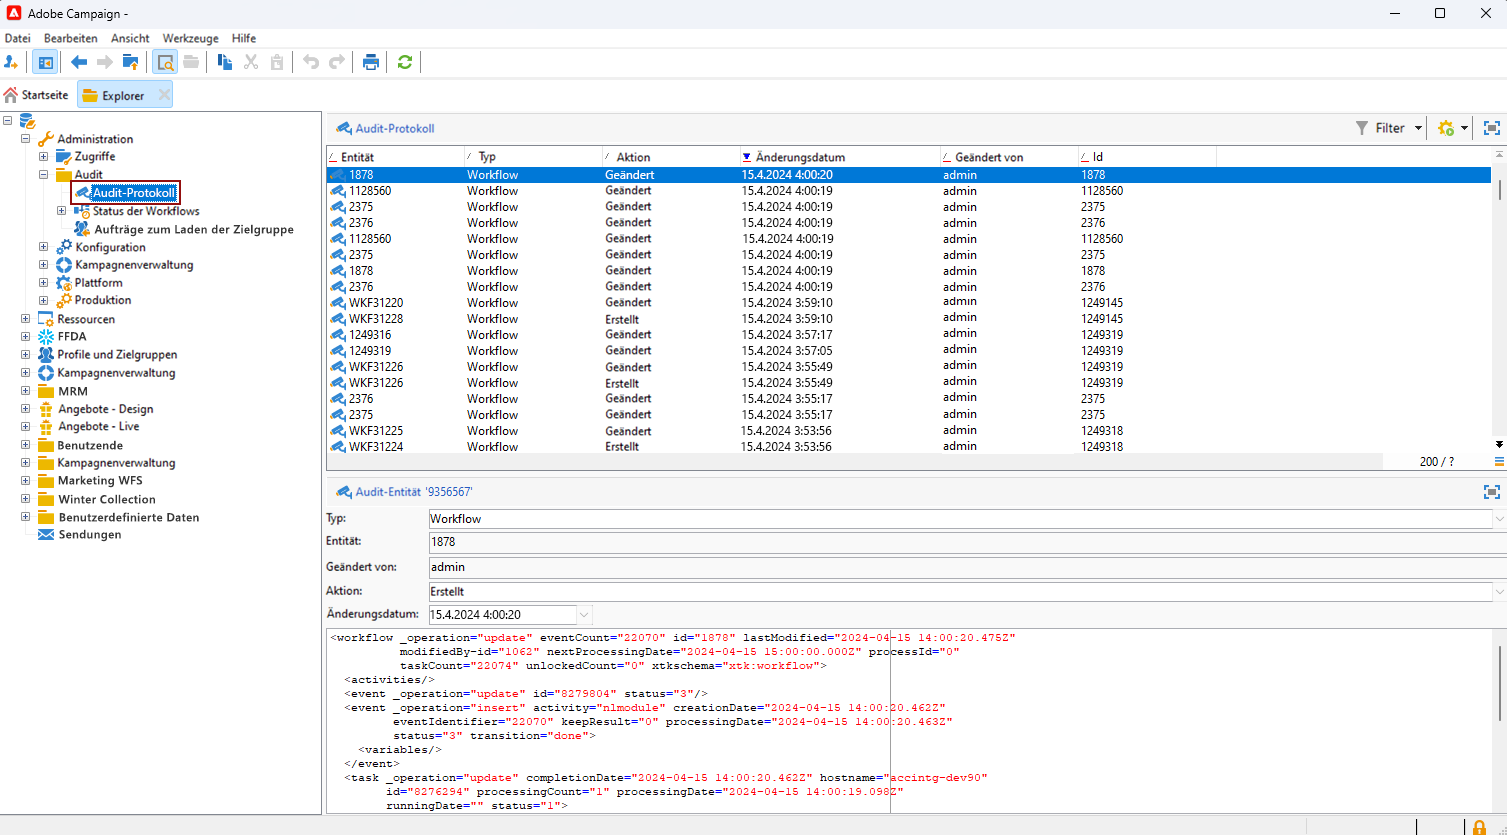 Adobe Campaign -
Datei Bearbeiten Ansicht Werkzeuge Hilfe
Startseite Explorer
Administration
Zugriffe
Audit
Audit-Protokoll
Status der Workflows
Aufträge zum Laden der Zielgruppe
Konfiguration
Kampagnenverwaltung
Plattform
Produktion
Ressourcen
FFDA
Profile und Zielgruppen
Kampagnenverwaltung
MRM
Angebote - Design
Angebote - Live
Benutzende
Kampagnenverwaltung
Marketing WFS
Winter Collection
Benutzerdefinierte Daten
Sendungen
Audit-Protokoll Filter
Entität Typ Aktion Änderungsdatum Geändert von Id
1878 Workflow Geändert 15.4.2024 4:00:20 admin 1878
1128560 Workflow Geändert 15.4.2024 4:00:19 admin 1128560
2375 Workflow Geändert 15.4.2024 4:00:19 admin 2375
2376 Workflow Geändert 15.4.2024 4:00:19 admin 2376
1128560 Workflow Geändert 15.4.2024 4:00:19 admin 1128560
2375 Workflow Geändert 15.4.2024 4:00:19 admin 2375
1878 Workflow Geändert 15.4.2024 4:00:19 admin 1878
2376 Workflow Geändert 15.4.2024 4:00:19 admin 2376
WKF31220 Workflow Geändert 15.4.2024 3:59:10 admin 1249145
WKF31228 Workflow Erstellt 15.4.2024 3:59:10 admin 1249145
1249316 Workflow Geändert 15.4.2024 3:57:17 admin 1249319
1249319 Workflow Geändert 15.4.2024 3:57:05 admin 1249319
WKF31226 Workflow Geändert 15.4.2024 3:55:49 admin 1249319
WKF31226 Workflow Erstellt 15.4.2024 3:55:49 admin 1249319
2376 Workflow Geändert 15.4.2024 3:55:17 admin 2376
2375 Workflow Geändert 15.4.2024 3:55:17 admin 2375
WKF31225 Workflow Geändert 15.4.2024 3:53:56 admin 1249318
WKF31224 Workflow Erstellt 15.4.2024 3:53:56 admin 1249318
200 / ?
Audit-Entität '9356567'
Typ: Workflow
Entität: 1878
Geändert von: admin
Aktion: Erstellt
Änderungsdatum: 15.4.2024 4:00:20
<workflow _operation="update" eventCount="22070" id="1878" lastModified="2024-04-15 14:00:20.475Z"
modifiedBy-id="1062" nextProcessingDate="2024-04-15 15:00:00.000Z" processId="0"
taskCount="22074" unlockedCount="0" xtkschema="xtk:workflow">
<activities/>
<event _operation="update" id="8279804" status="3"/>
<event _operation="insert" activity="nlmodule" creationDate="2024-04-15 14:00:20.462Z"
eventIdentifier="22070" keepResult="0" processingDate="2024-04-15 14:00:20.463Z"
status="3" transition="done">
<variables/>
</event>
<task _operation="update" completionDate="2024-04-15 14:00:20.462Z" hostname="accintg-dev90"
id="8276294" processingCount="1" processingDate="2024-04-15 14:00:19.098Z"
runningDate="" status="1">